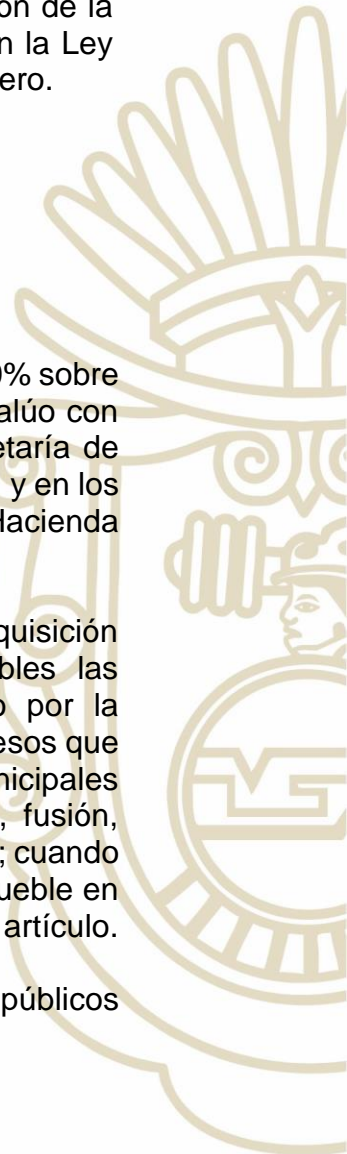 ón de la
n la Ley
ero.
0% sobre
alúo con
etaría de
y en los
Hacienda
quisición
bles las
o por la
esos que
nicipales
, fusión,
; cuando
ueble en
artículo.
públicos